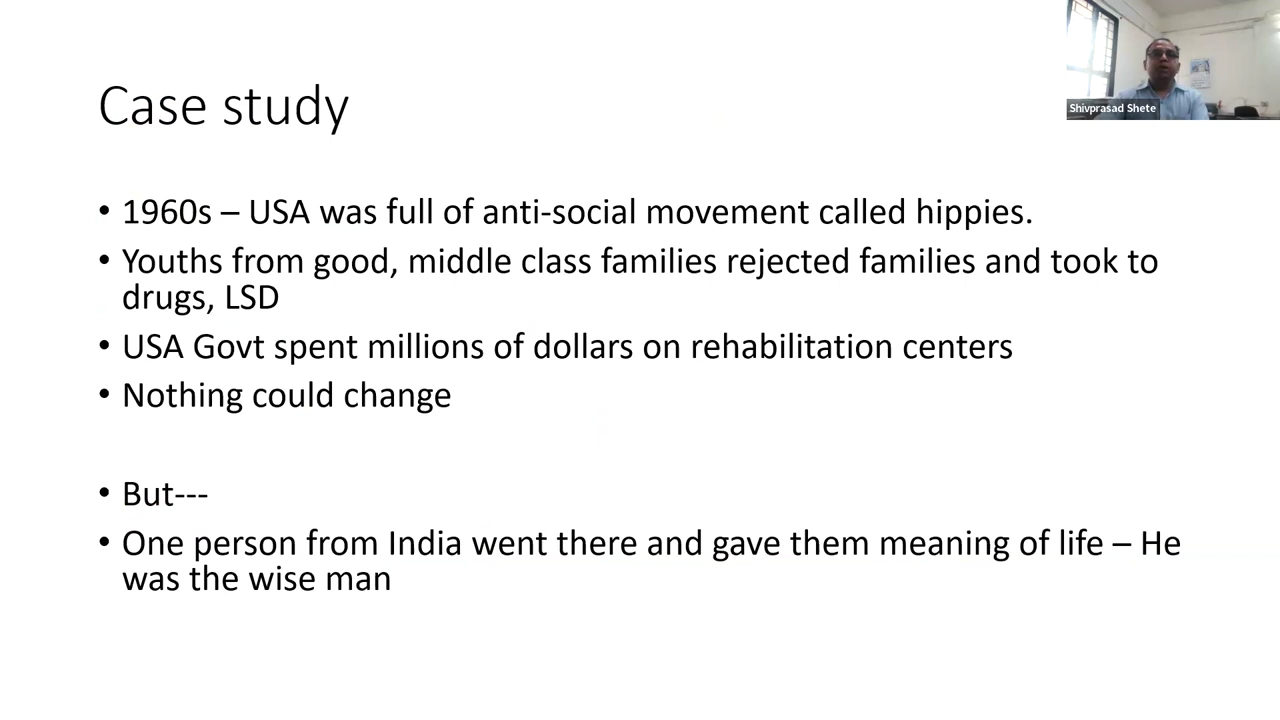 Shivprasad Shete
Case study
• 1960s – USA was full of anti-social movement called hippies.
• Youths from good, middle class families rejected families and took to
drugs, LSD
• USA Govt spent millions of dollars on rehabilitation centers
• Nothing could change
• But---
• One person from India went there and gave them meaning of life – He
was the wise man